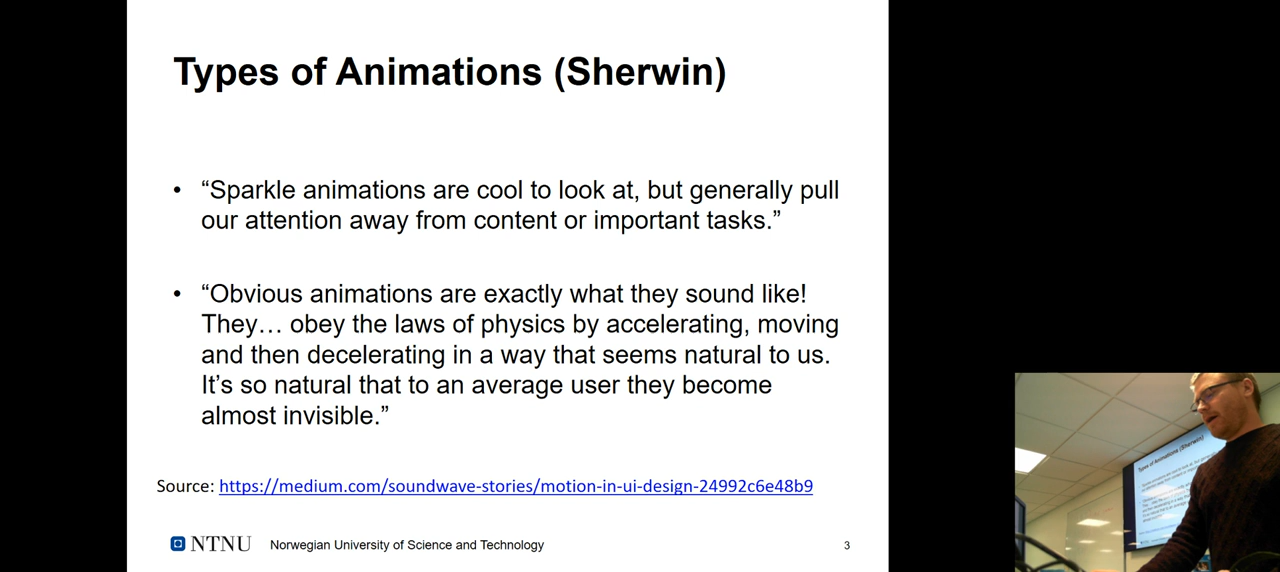 Types of Animations (Sherwin)
• “Sparkle animations are cool to look at, but generally pull
our attention away from content or important tasks.”
• “Obvious animations are exactly what they sound like!
They… obey the laws of physics by accelerating, moving
and then decelerating in a way that seems natural to us.
It’s so natural that to an average user they become
almost invisible.”
Source: https://medium.com/soundwave-stories/motion-in-ui-design-24992c6e48b9
NTNU Norwegian University of Science and Technology 3
Types of Animations (Sherwin)